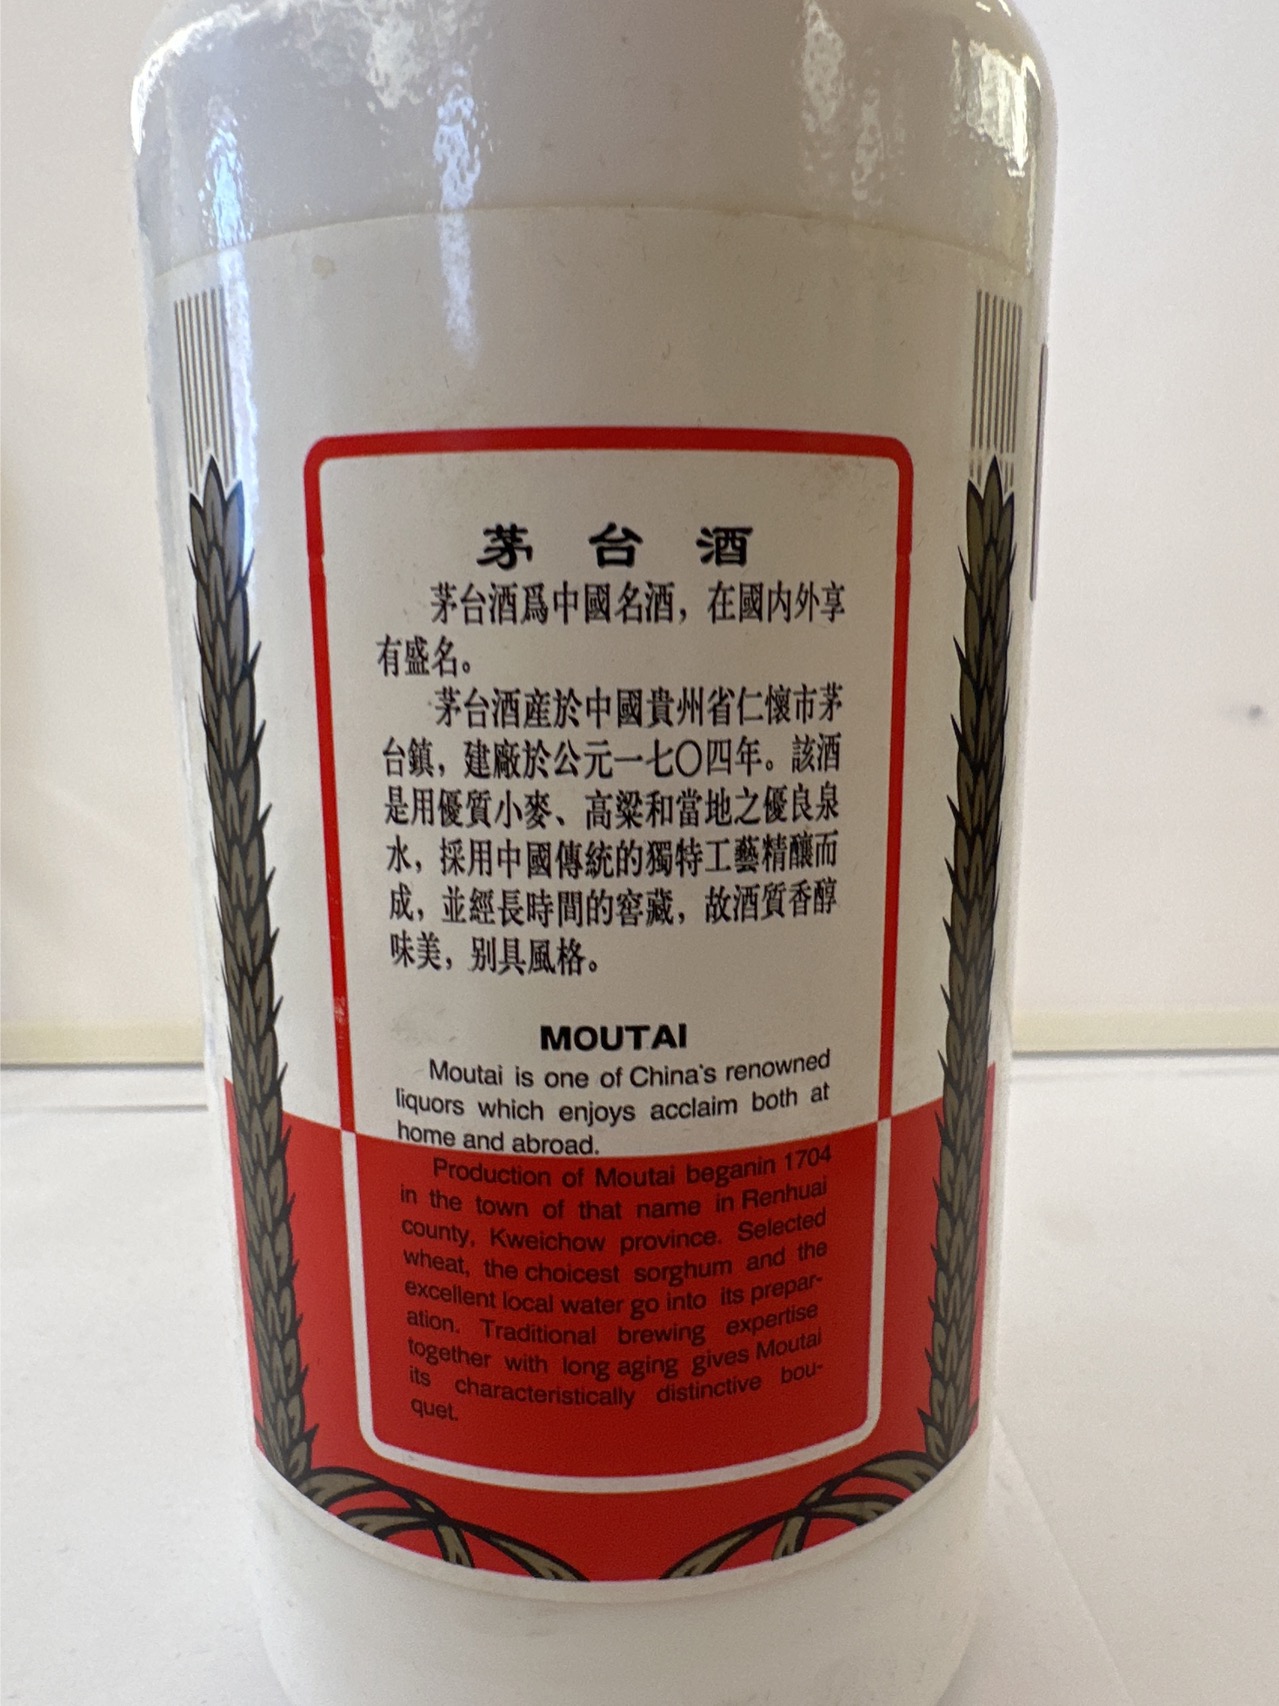 茅台酒
茅台酒爲中國名酒，在國内外享
有盛名。
茅台酒産於中國貴州省仁懷市茅
台鎮，建廠於公元一七〇四年。該酒
是用優質小麥、高粱和當地之優良泉
水，採用中國傳統的獨特工藝精釀而
成，並經長時間的窖藏，故酒質香醇
味美，别具風格。
MOUTAI
Moutai is one of China's renowned
liquors which enjoys acclaim both at
home and abroad.
Production of Moutai beganin 1704
in the town of that name in Renhuai
county, Kweichow province. Selected
wheat, the choicest sorghum and the
excellent local water go into its prepar-
ation. Traditional brewing expertise
together with long aging gives Moutai
its characteristically distinctive bou-
quet.